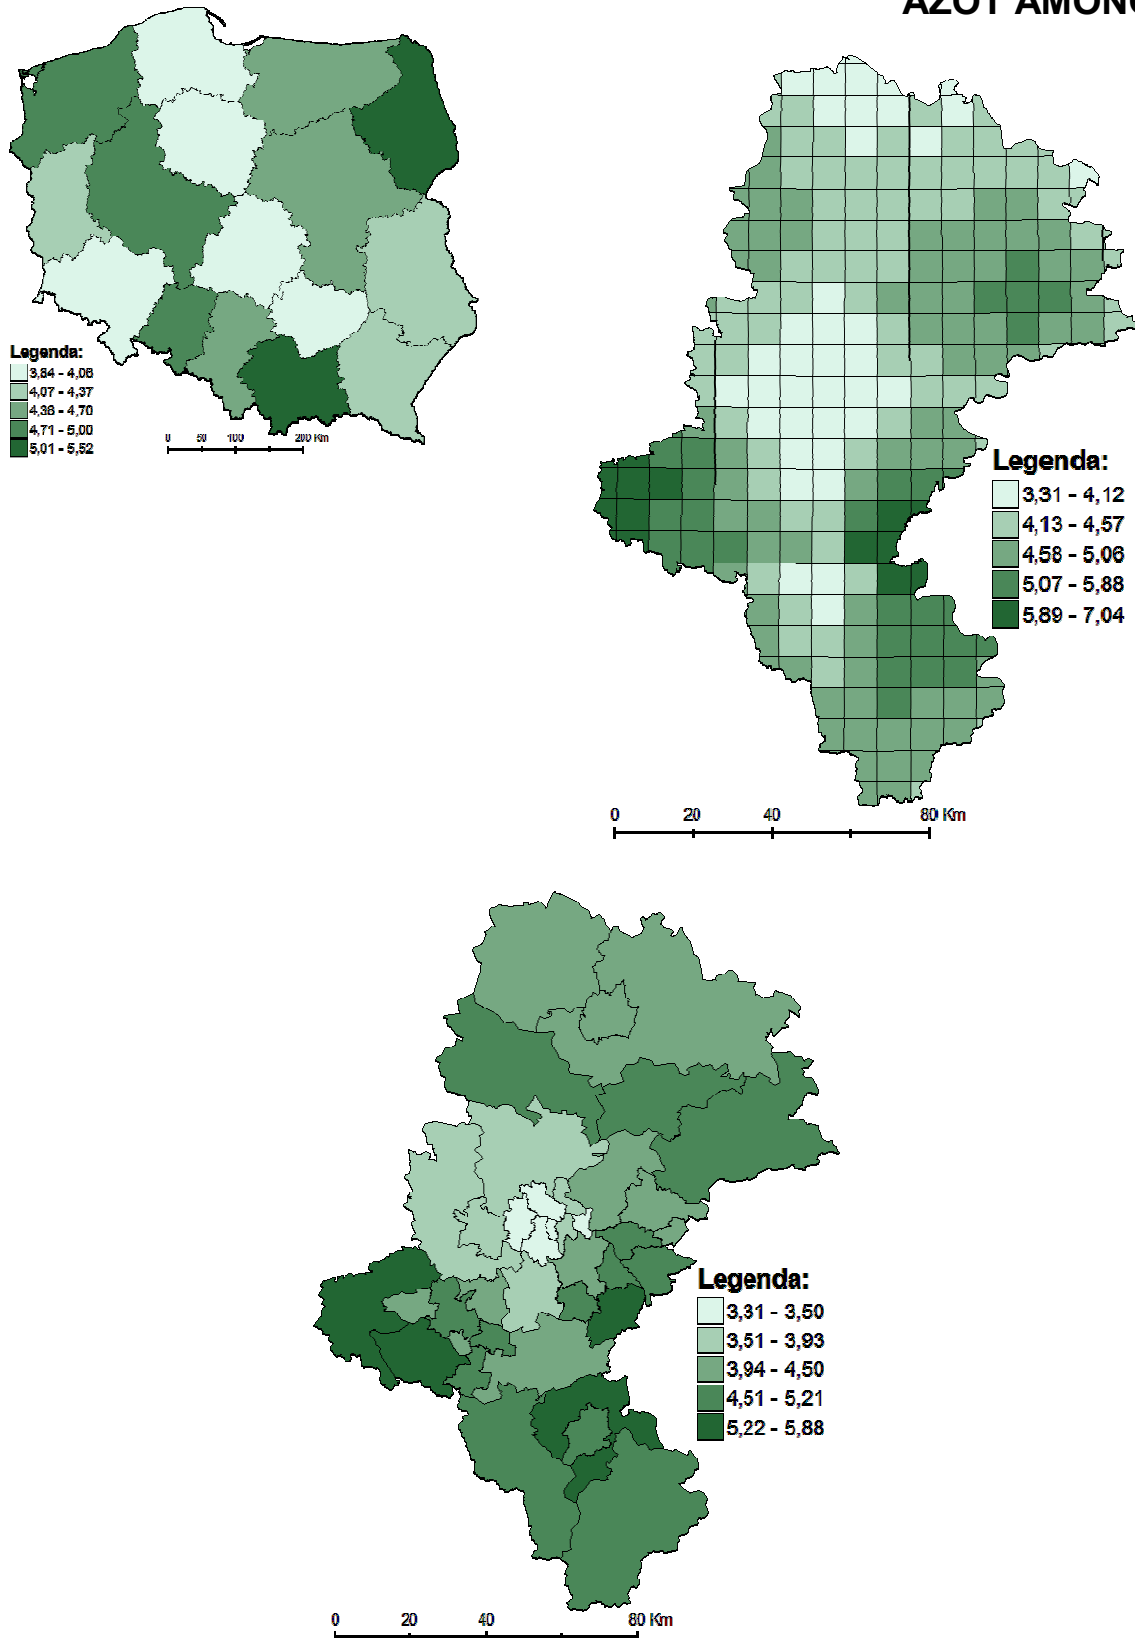 AZOT AMONO
Legenda:
3,84 - 4,06
4,07 - 4,37
4,38 - 4,70
4,71 - 5,00
5,01 - 5,52
0 50 100 200 Km
Legenda:
3,31 - 4,12
4,13 - 4,57
4,58 - 5,06
5,07 - 5,88
5,89 - 7,04
0 20 40 80 Km
Legenda:
3,31 - 3,50
3,51 - 3,93
3,94 - 4,50
4,51 - 5,21
5,22 - 5,88
0 20 40 80 Km